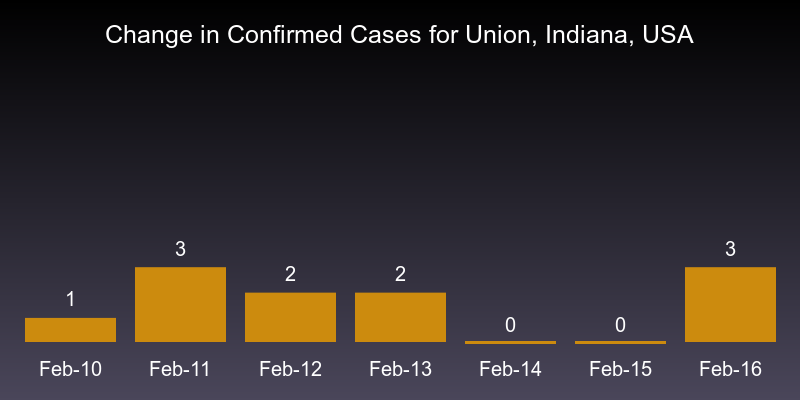 Change in Confirmed Cases for Union, Indiana, USA
1
3
2
2
0
0
3
Feb-10
Feb-11
Feb-12
Feb-13
Feb-14
Feb-15
Feb-16